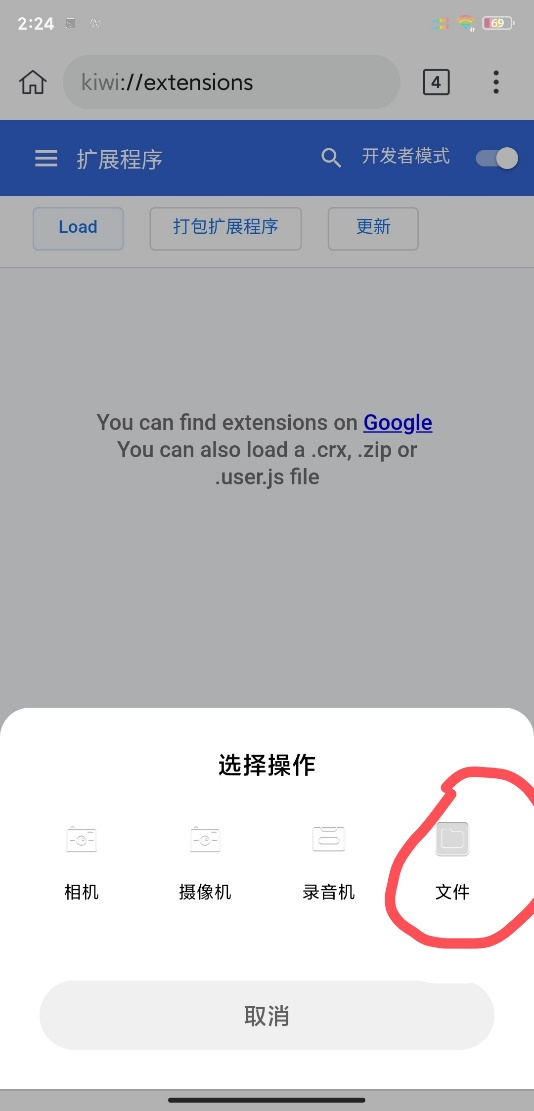 2:24
69
kiwi://extensions
4
扩展程序
开发者模式
Load
打包扩展程序
更新
You can find extensions on Google
You can also load a .crx, .zip or
.user.js file
选择操作
相机
摄像机
录音机
文件
取消